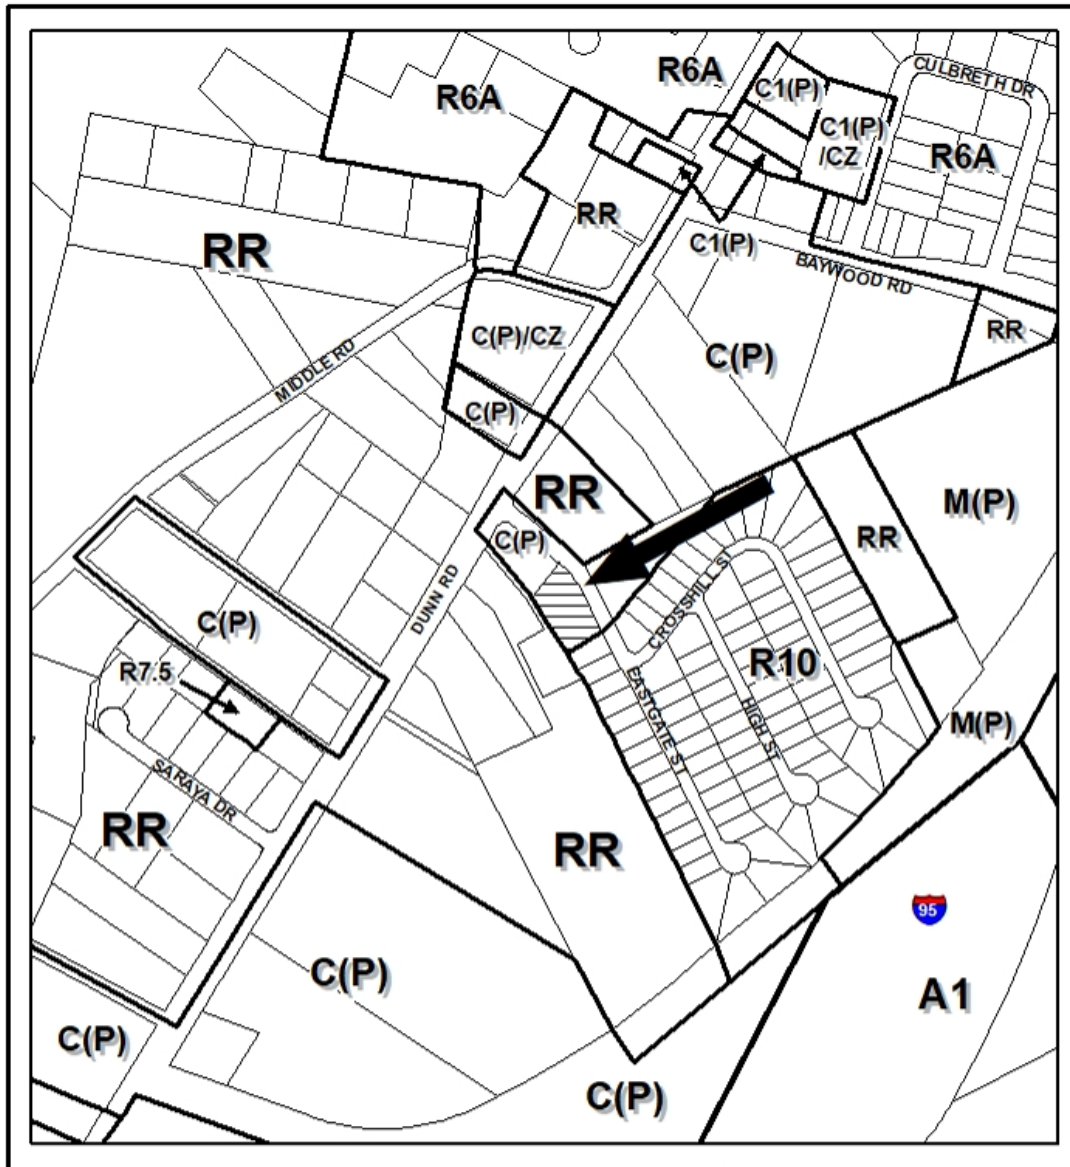 R6A
R6A
C1(P)
C1(P)
/CZ
CULBRETH DR
R6A
RR
RR
C1(P)
BAYWOOD RD
C(P)/CZ
C(P)
RR
MIDDLE RD
C(P)
RR
C(P)
M(P)
RR
DUNN RD
CROSSHILL ST
C(P)
R7.5
R10
EASTGATE ST
HIGH ST
M(P)
SARAYA DR
RR
RR
95
C(P)
A1
C(P)
C(P)